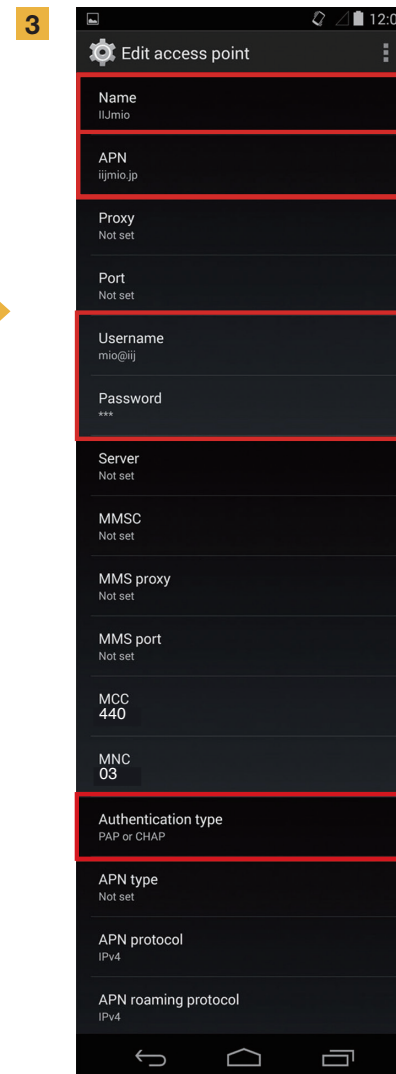 3
12:0
Edit access point
Name
IIJmio
APN
iijmio.jp
Proxy
Not set
Port
Not set
Username
mio@iij
Password
***
Server
Not set
MMSC
Not set
MMS proxy
Not set
MMS port
Not set
MCC
440
MNC
03
Authentication type
PAP or CHAP
APN type
Not set
APN protocol
IPv4
APN roaming protocol
IPv4